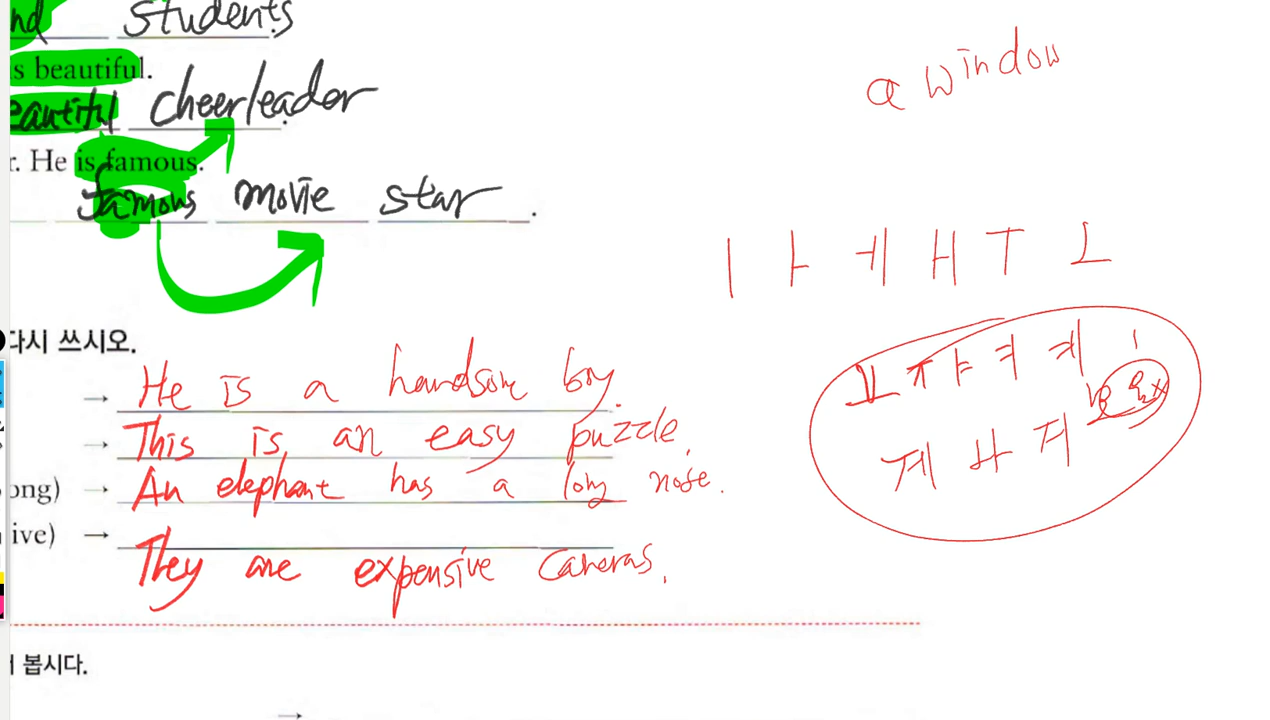 nd students
s beautiful.
eautiful cheerleader.
r. He is famous.
famous movie star.
다시 쓰시오.
→ He is a handsome boy.
→ This is an easy puzzle.
ong) → An elephant has a long nose.
ive) → They are expensive cameras.
봅시다.
→
a window
ㅣ ㅏ ㅔ ㅐ ㅜ ㅗ
ㅛ ㅠ ㅑ ㅕ ㅖ